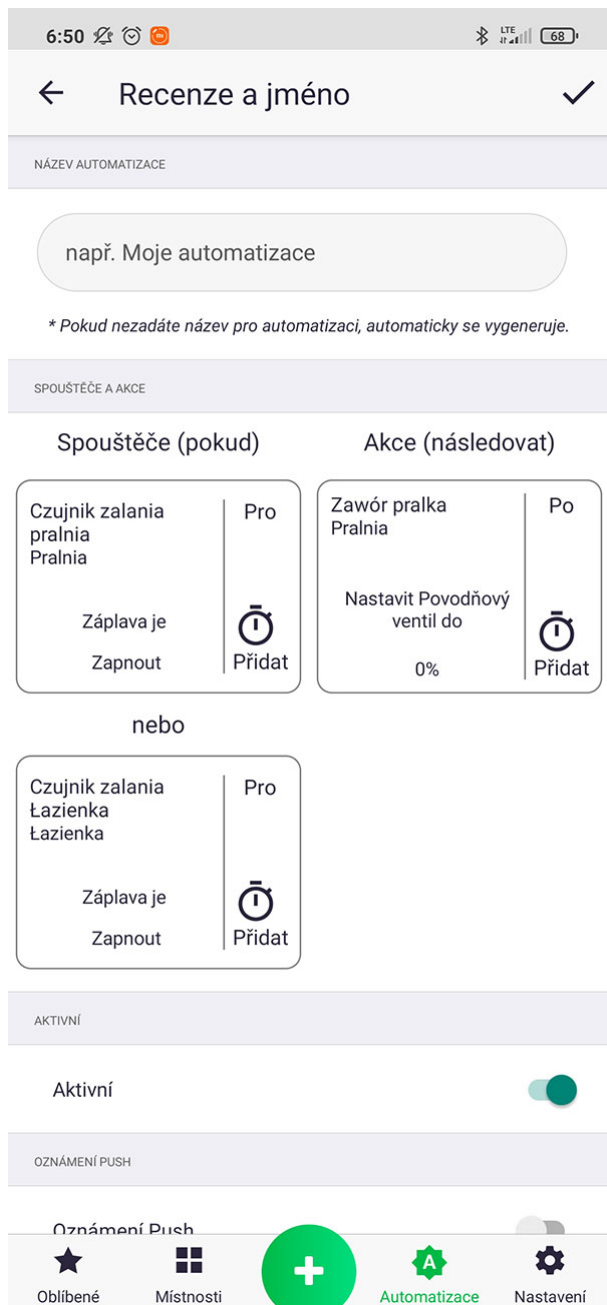 6:50
LTE
68
Recenze a jméno
NÁZEV AUTOMATIZACE
např. Moje automatizace
* Pokud nezadáte název pro automatizaci, automaticky se vygeneruje.
SPOUŠTĚČE A AKCE
Spouštěče (pokud)
Akce (následovat)
Czujnik zalania
pralnia
Pralnia
Pro
Záplava je
Zapnout
Přidat
Zawór pralka
Pralnia
Po
Nastavit Povodňový
ventil do
0%
Přidat
nebo
Czujnik zalania
Łazienka
Łazienka
Pro
Záplava je
Zapnout
Přidat
AKTIVNÍ
Aktivní
OZNÁMENÍ PUSH
Oznámení Push
A
Oblíbené
Místnosti
Automatizace
Nastavení